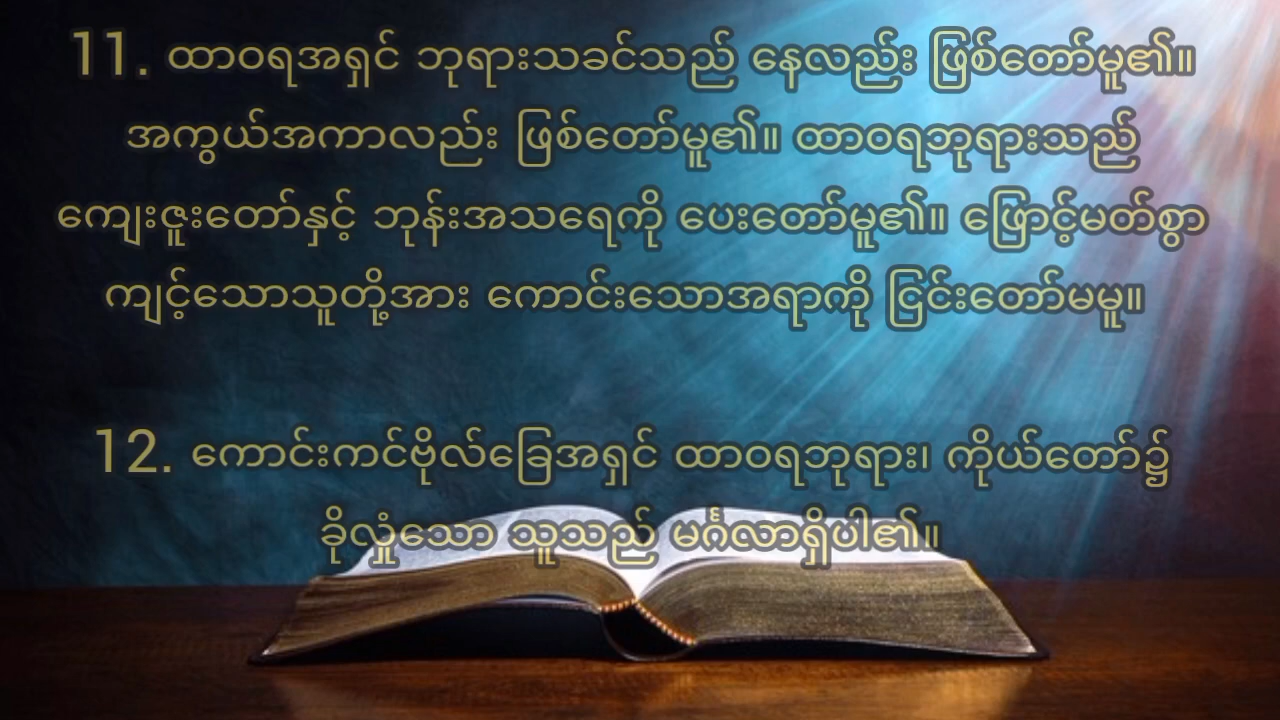 11. ထာဝရအရှင် ဘုရားသခင်သည် နေလည်း ဖြစ်တော်မူ၏။
အကွယ်အကာလည်း ဖြစ်တော်မူ၏။ ထာဝရဘုရားသည်
ကျေးဇူးတော်နှင့် ဘုန်းအသရေကို ပေးတော်မူ၏။ ဖြောင့်မတ်စွာ
ကျင့်သောသူတို့အား ကောင်းသောအရာကို ငြင်းတော်မမူ။
12. ကောင်းကင်ဗိုလ်ခြေအရှင် ထာဝရဘုရား၊ ကိုယ်တော်၌
ခိုလှုံသော သူသည် မင်္ဂလာရှိပါ၏။